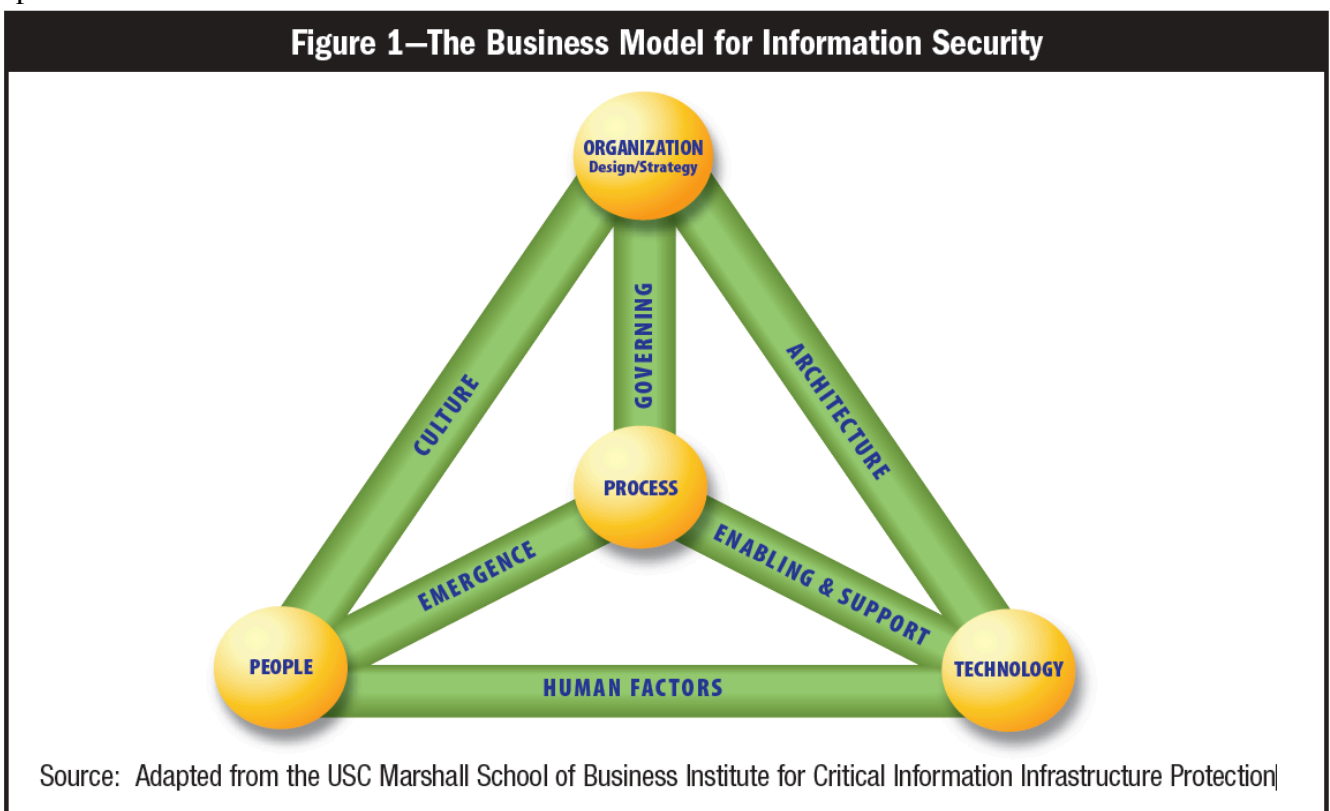 Figure 1—The Business Model for Information Security
ORGANIZATION
Design/Strategy
GOVERNING
CULTURE
ARCHITECTURE
PROCESS
EMERGENCE
ENABLING & SUPPORT
PEOPLE
TECHNOLOGY
HUMAN FACTORS
Source: Adapted from the USC Marshall School of Business Institute for Critical Information Infrastructure Protection